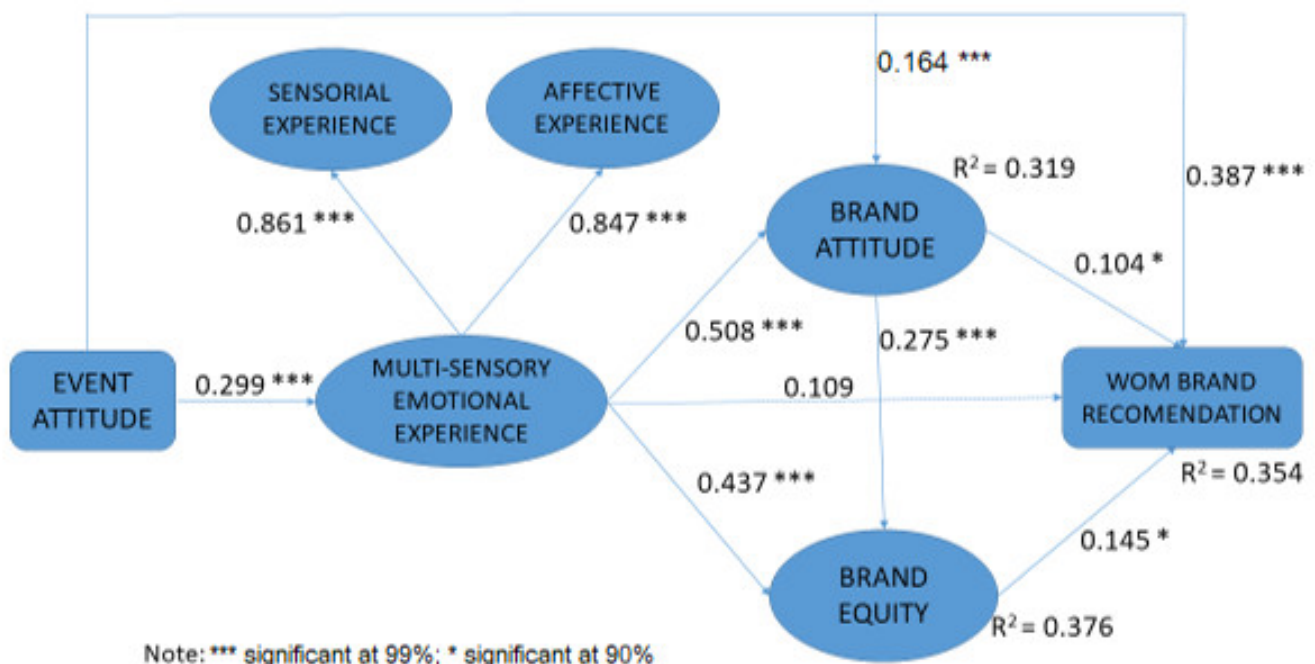 0.164 ***
SENSORIAL
EXPERIENCE
AFFECTIVE
EXPERIENCE
R² = 0.319
0.387 ***
0.861 ***
0.847 ***
BRAND
ATTITUDE
0.104 *
0.508 ***
0.275 ***
EVENT
ATTITUDE
0.299 ***
MULTI-SENSORY
EMOTIONAL
EXPERIENCE
0.109
WOM BRAND
RECOMENDATION
R² = 0.354
0.437 ***
0.145 *
BRAND
EQUITY
R² = 0.376
Note: *** significant at 99%; * significant at 90%